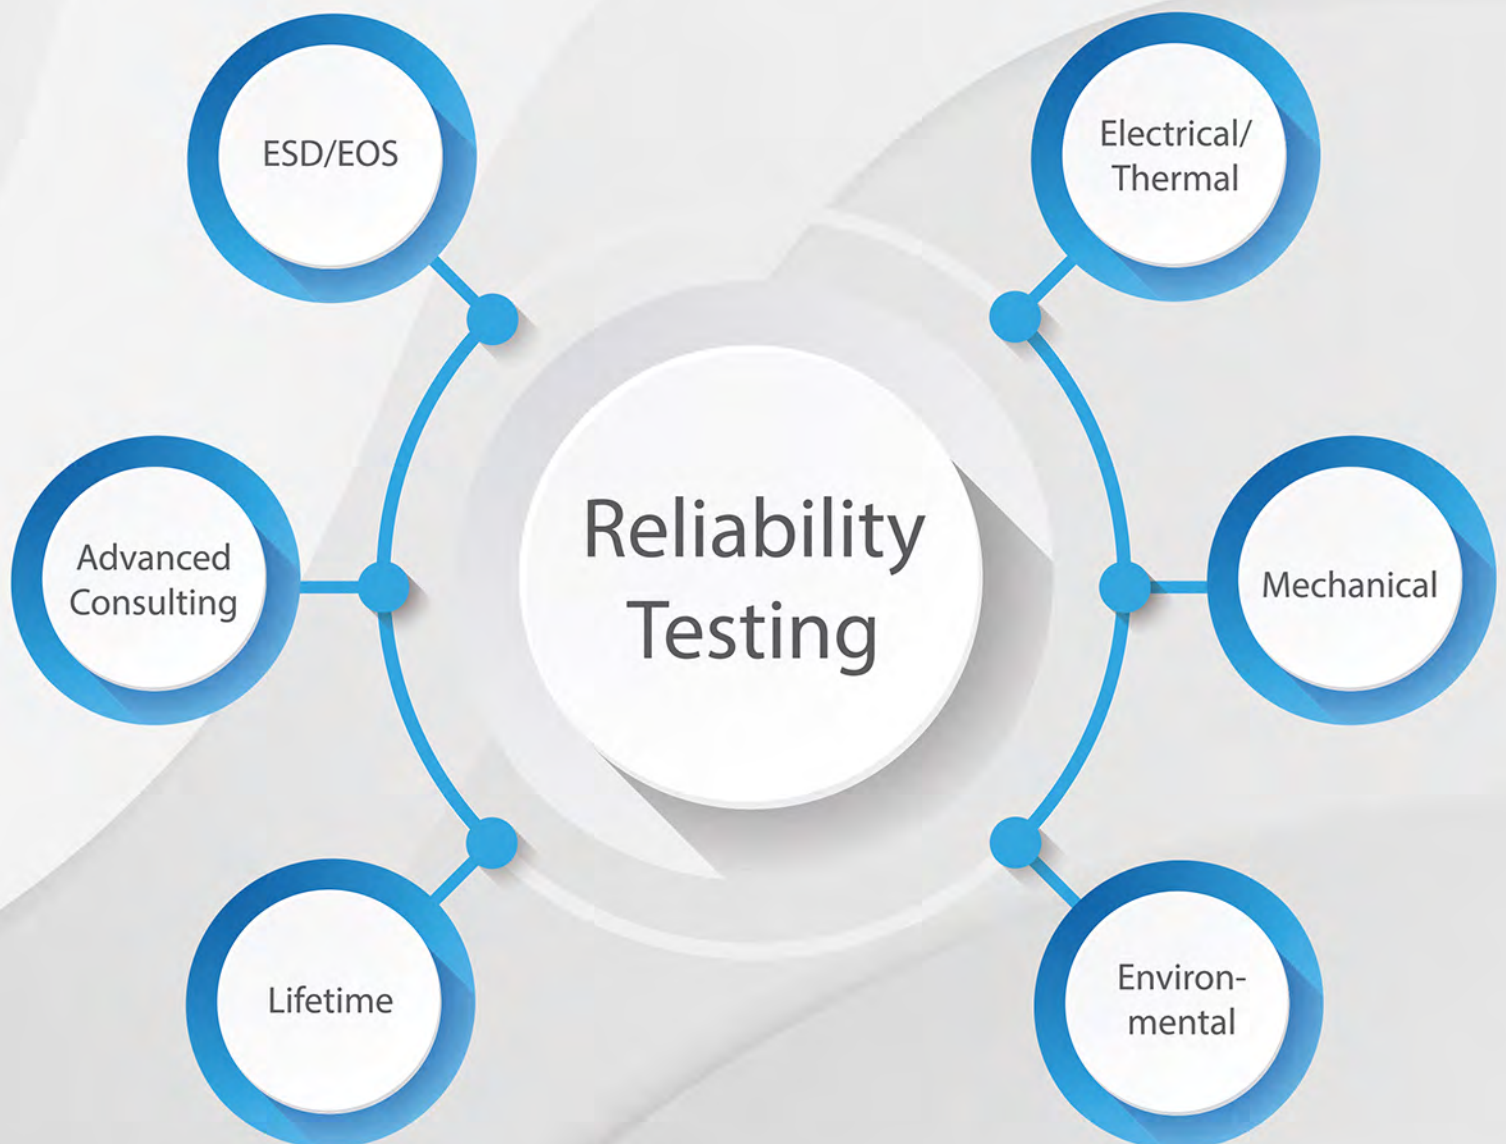 ESD/EOS
Electrical/
Thermal
Advanced
Consulting
Reliability
Testing
Mechanical
Lifetime
Environ-
mental